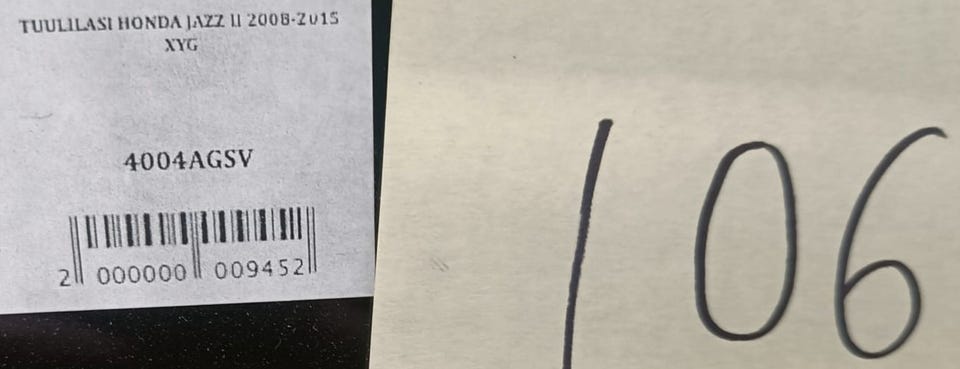 TUULILASI HONDA JAZZ II 2008-2015
XYG
4004AGSV
2 000000 009452
106